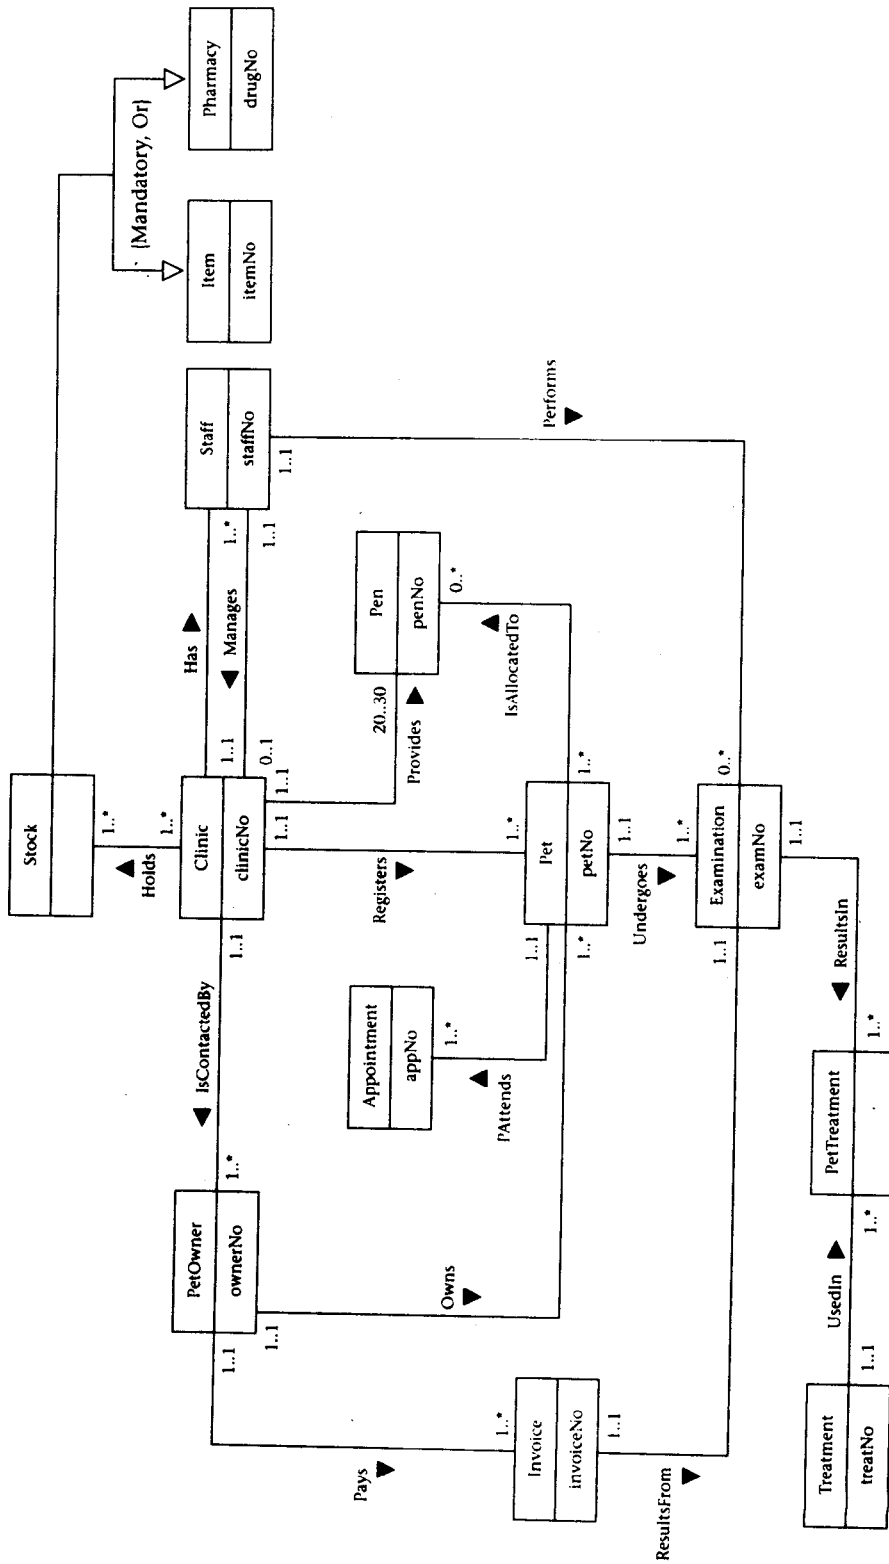 Stock
1..*
Holds
1..*
{Mandatory, Or}
PetOwner
ownerNo
IsContactedBy
1..*
1..1
Clinic
clinicNo
Has
1..1
1..*
Manages
0..1
1..1
Staff
staffNo
Item
itemNo
Pharmacy
drugNo
1..1
1..1
1..1
1..1
1..1
Pays
Owns
Registers
Provides
20..30
Appointment
appNo
Pen
penNo
1..*
PAttends
0..*
IsAllocatedTo
Performs
1..*
Invoice
invoiceNo
1..1
1..1
1..*
1..*
Pet
petNo
1..*
1..1
Undergoes
ResultsFrom
1..1
1..*
0..*
Examination
examNo
1..1
ResultsIn
Treatment
treatNo
UsedIn
1..1
1..*
PetTreatment
1..*